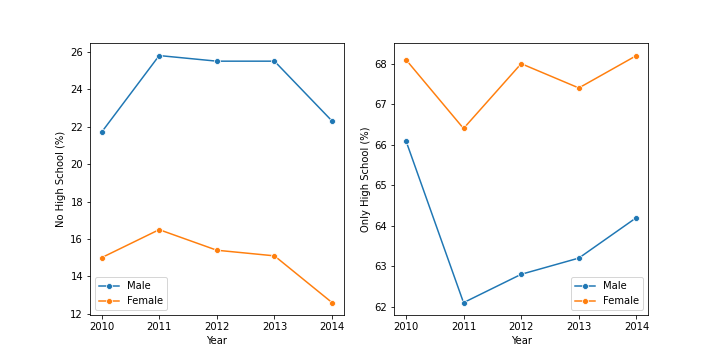 No High School (%)
26
24
22
20
18
16
14
12
2010 2011 2012 2013 2014
Year
Male
Female
Only High School (%)
68
67
66
65
64
63
62
2010 2011 2012 2013 2014
Year
Male
Female